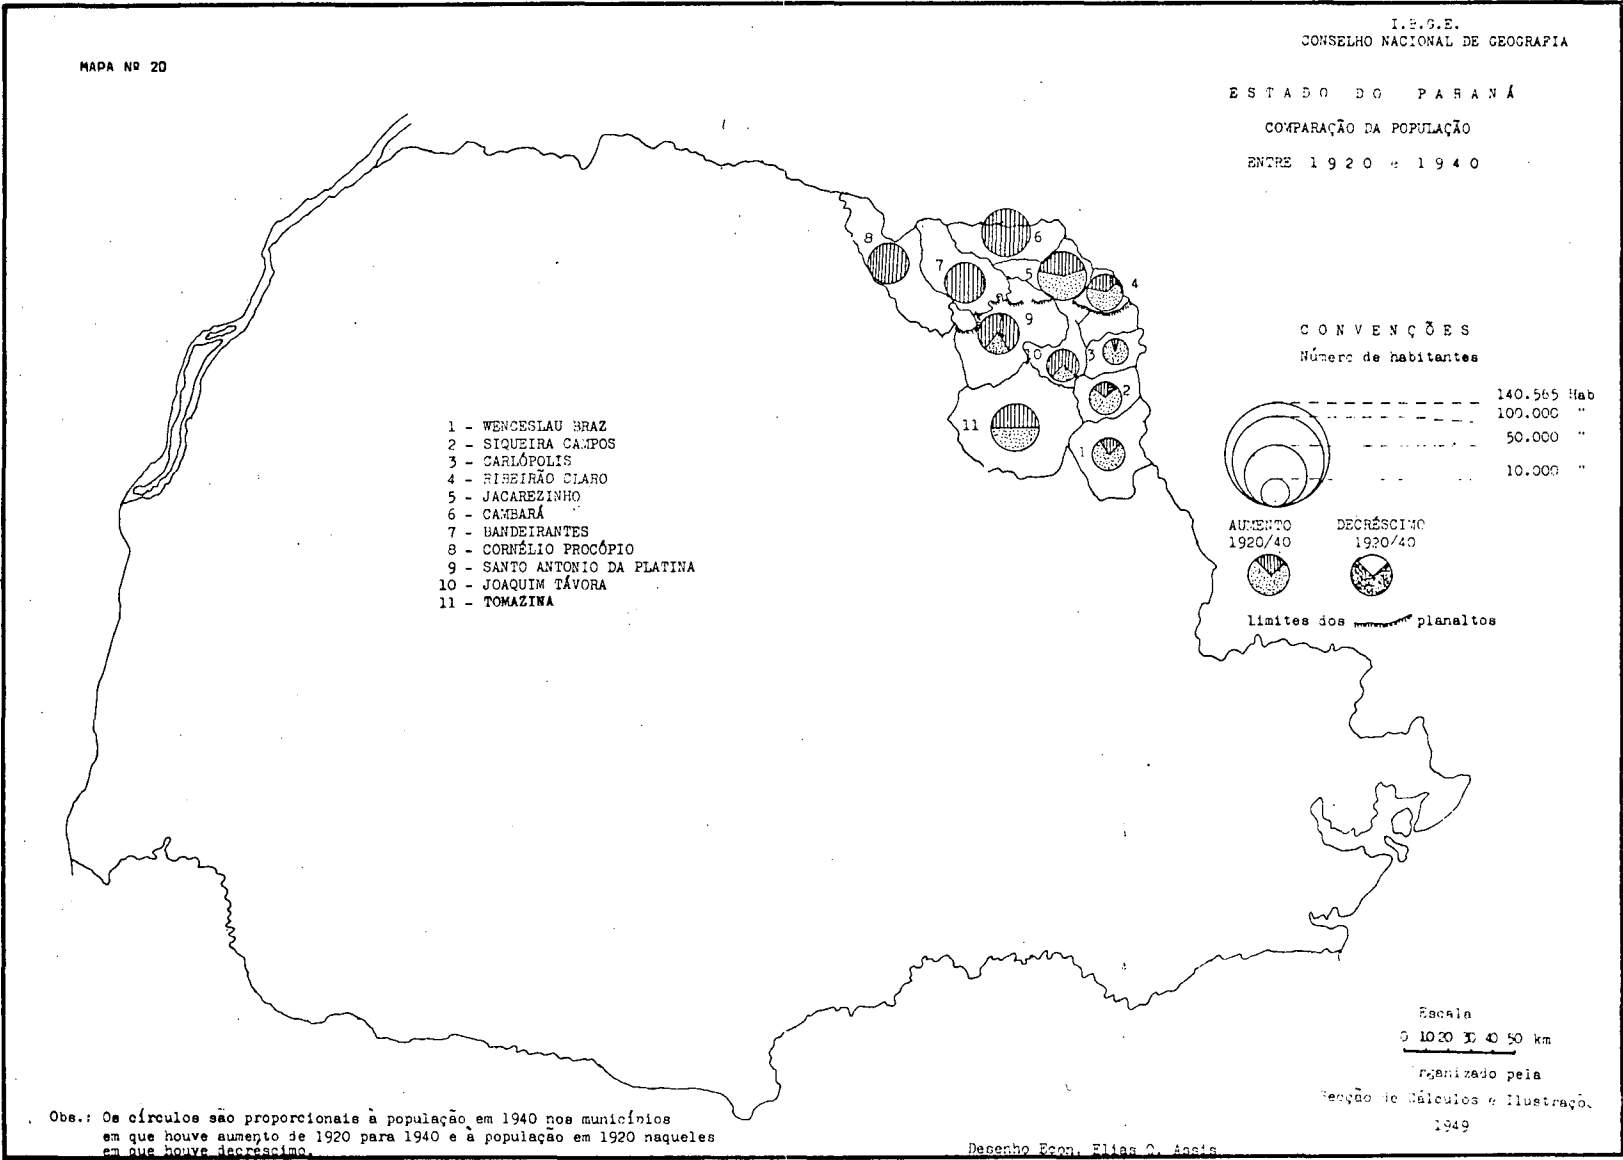 MAPA Nº 20
I.B.G.E.
CONSELHO NACIONAL DE GEOGRAFIA
ESTADO DO PARANÁ
COMPARAÇÃO DA POPULAÇÃO
ENTRE 1920 e 1940
8
7
6
5
4
9
10
3
2
11
1
1 - WENCESLAU BRAZ
2 - SIQUEIRA CAMPOS
3 - CARLÓPOLIS
4 - RIBEIRÃO CLARO
5 - JACAREZINHO
6 - CAMBARÁ
7 - BANDEIRANTES
8 - CORNÉLIO PROCÓPIO
9 - SANTO ANTONIO DA PLATINA
10 - JOAQUIM TÁVORA
11 - TOMAZINA
CONVENÇÕES
Número de habitantes
140.565 Hab
100.000 "
50.000 "
10.000 "
AUMENTO DECRÉSCIMO
1920/40 1920/40
limites dos planaltos
Escala
0 10 20 30 40 50 km
Organizado pela
Secção de Cálculos e Ilustraço.
1949
Obs.: Os círculos são proporcionais à população em 1940 nos municípios
em que houve aumento de 1920 para 1940 e à população em 1920 naqueles
em que houve decréscimo.
Desenho Econ. Elias O. Assis